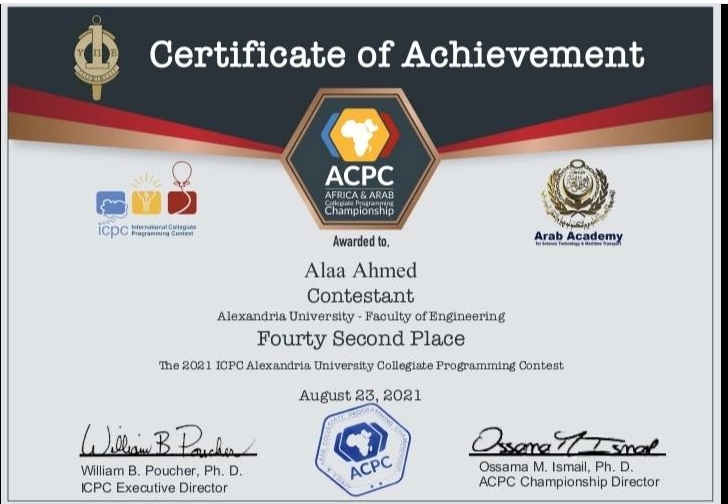 Certificate of Achievement
ACPC
AFRICA & ARAB
Collegiate Programming
Championship
icpc International Collegiate
Programming Contest
Arab Academy
for Science Technology & Maritime Transport
Awarded to,
Alaa Ahmed
Contestant
Alexandria University - Faculty of Engineering
Fourty Second Place
The 2021 ICPC Alexandria University Collegiate Programming Contest
August 23, 2021
William B Poucher
William B. Poucher, Ph. D.
ICPC Executive Director
ACPC
Ossama M Ismail
Ossama M. Ismail, Ph. D.
ACPC Championship Director